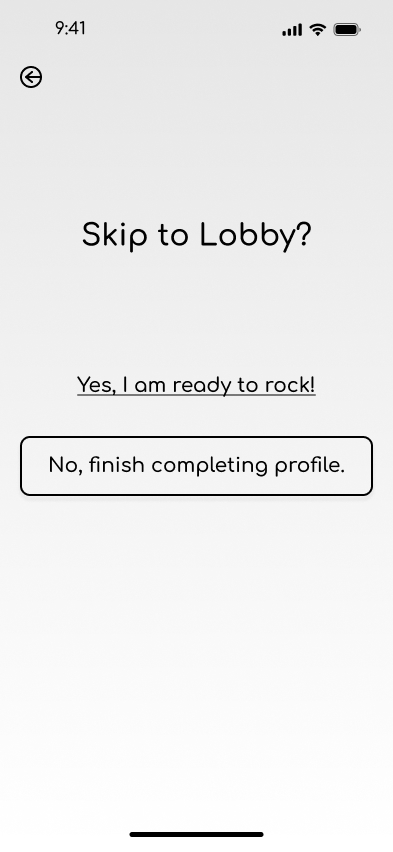 9:41
Skip to Lobby?
Yes, I am ready to rock!
No, finish completing profile.